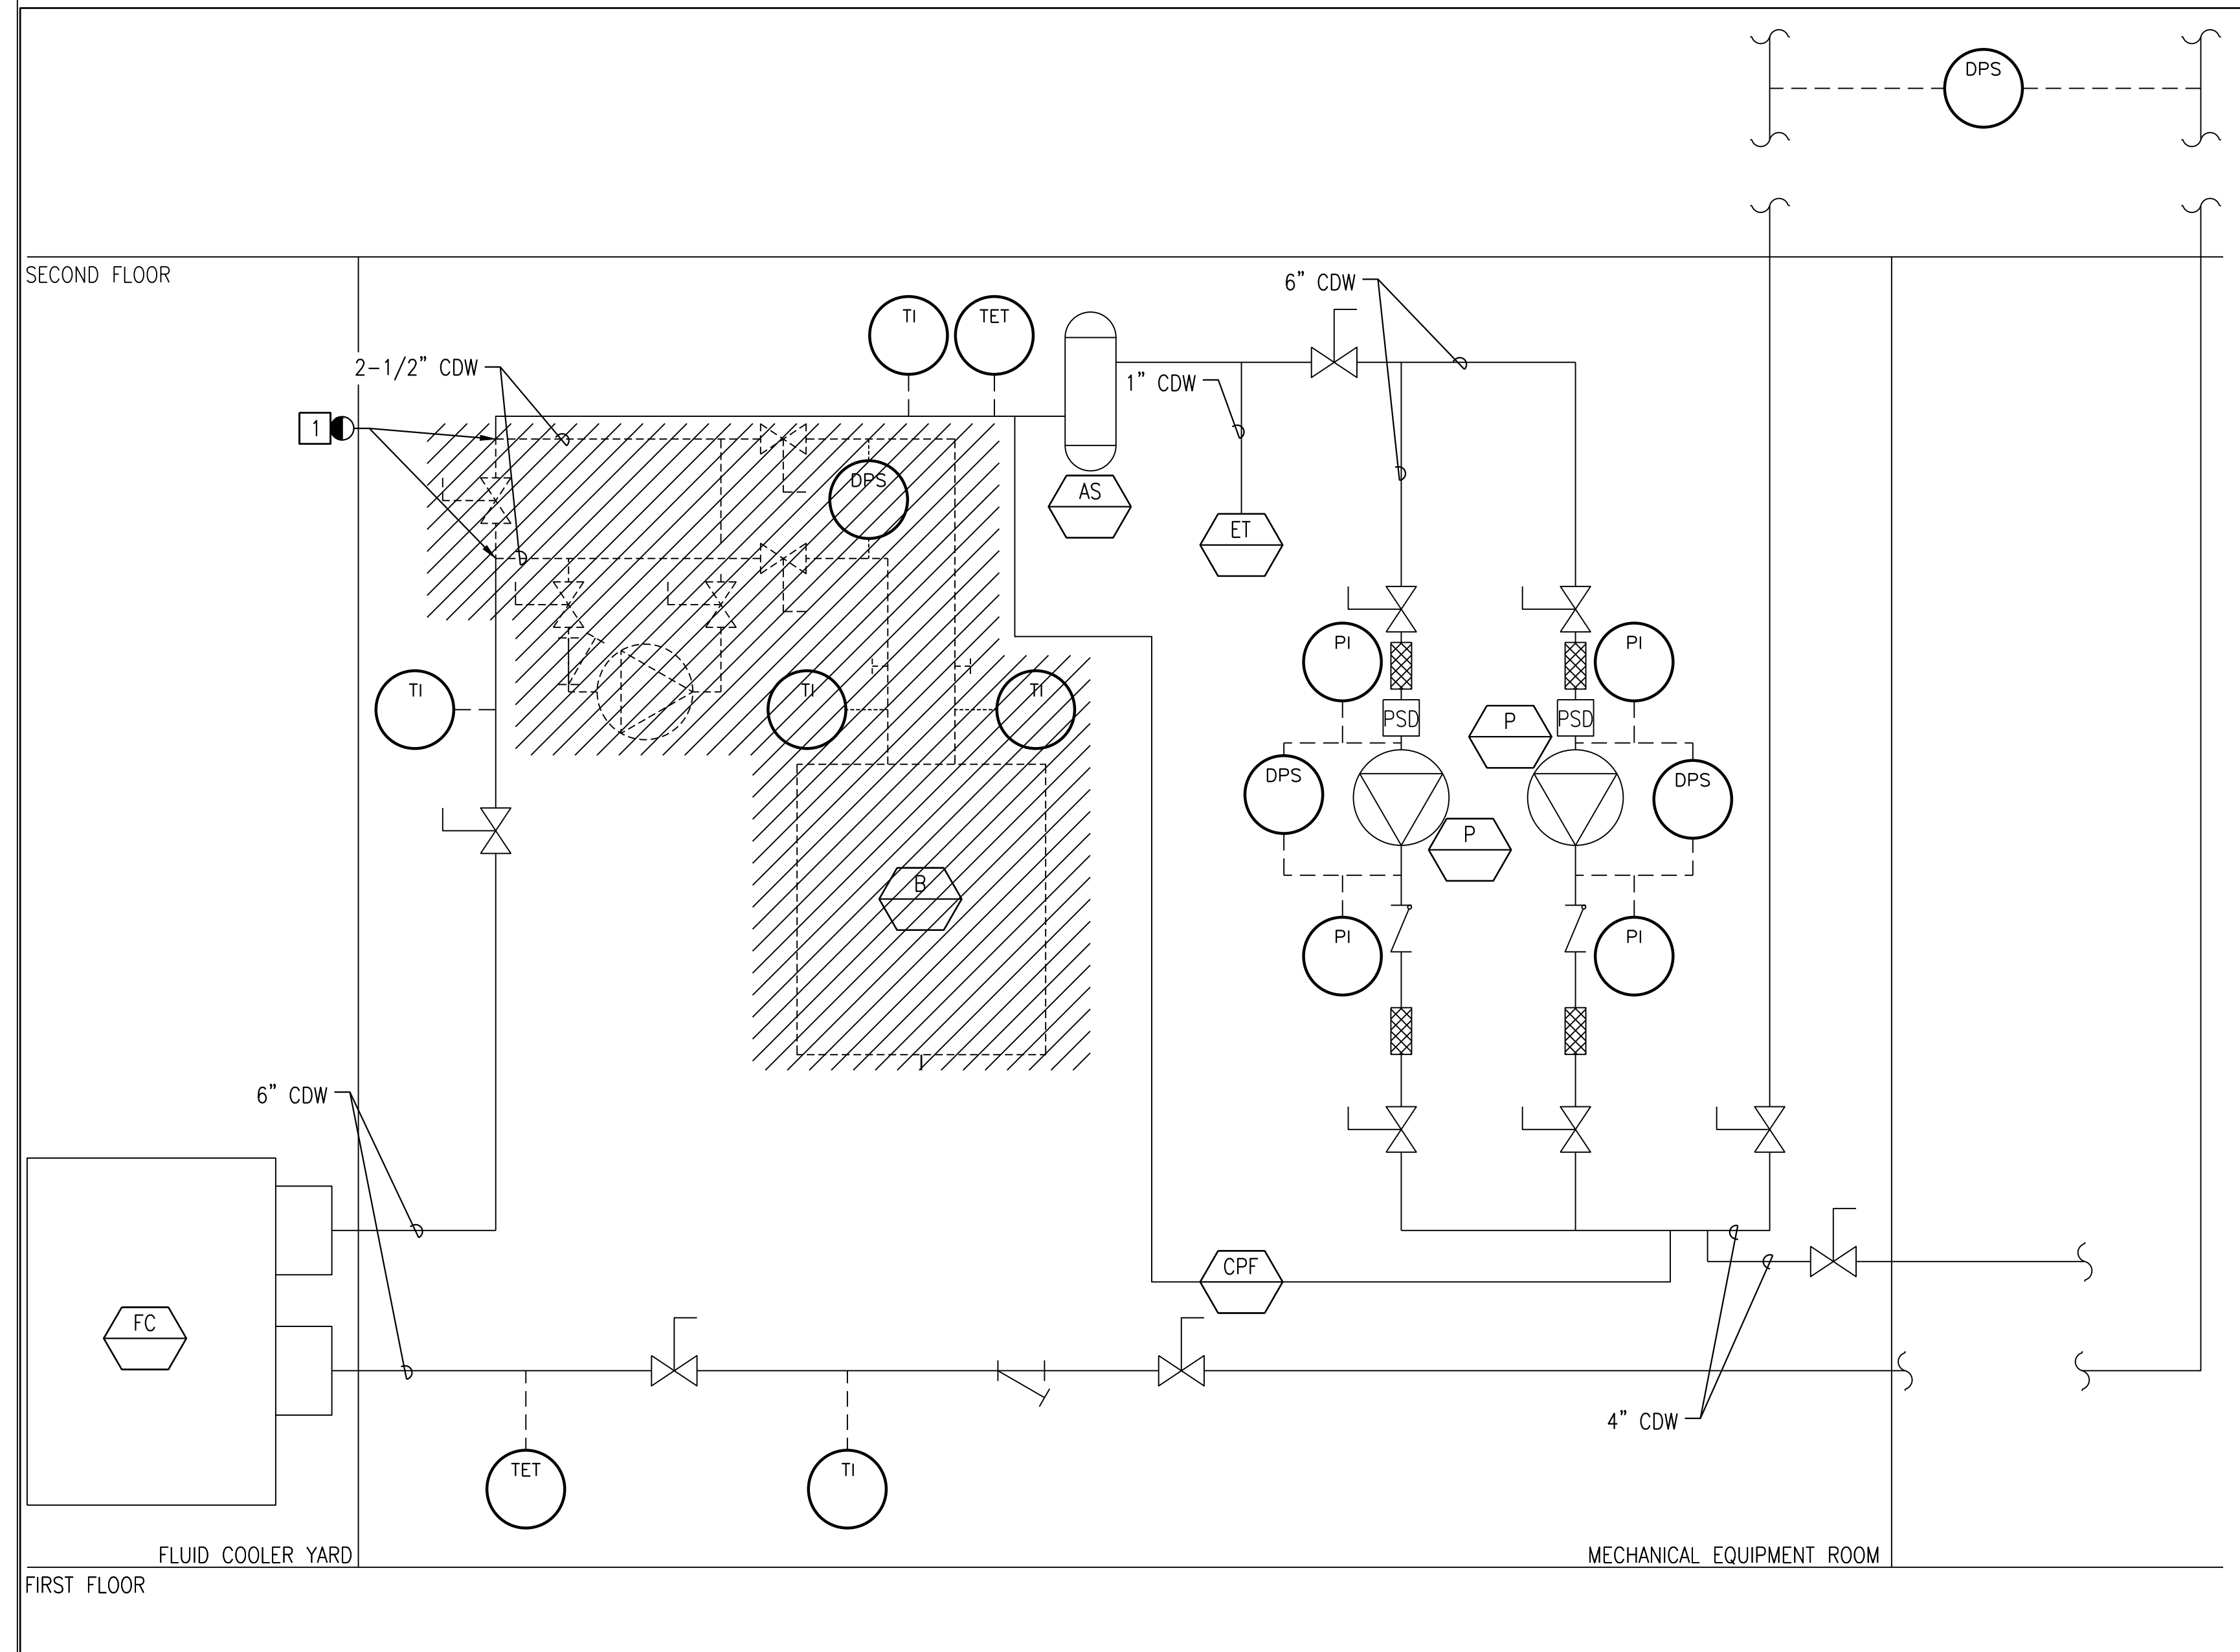 DPS
SECOND FLOOR
6” CDW
TI
TET
2-1/2” CDW
1” CDW
1
DPS
AS
ET
PI
PI
TI
TI
TI
PSD
P
PSD
DPS
DPS
P
B
PI
PI
6” CDW
CPF
FC
4” CDW
TET
TI
FLUID COOLER YARD
MECHANICAL EQUIPMENT ROOM
FIRST FLOOR